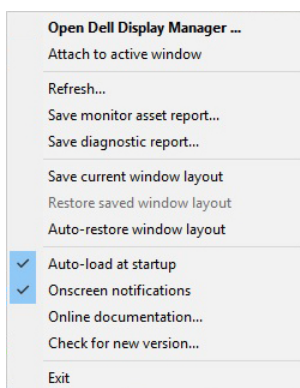 Open Dell Display Manager ...
Attach to active window
Refresh...
Save monitor asset report...
Save diagnostic report...
Save current window layout
Restore saved window layout
Auto-restore window layout
Auto-load at startup
Onscreen notifications
Online documentation...
Check for new version...
Exit